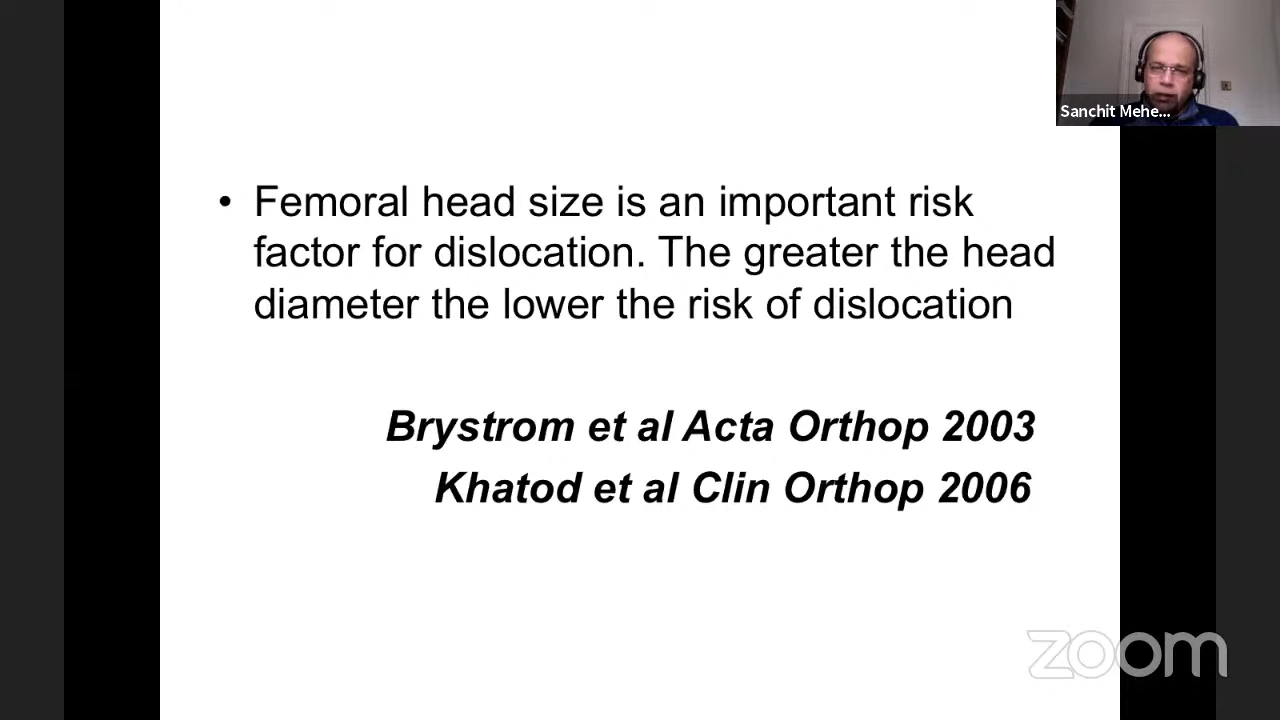 Sanchit Mehe...
• Femoral head size is an important risk
factor for dislocation. The greater the head
diameter the lower the risk of dislocation
Brystrom et al Acta Orthop 2003
Khatod et al Clin Orthop 2006
zoom